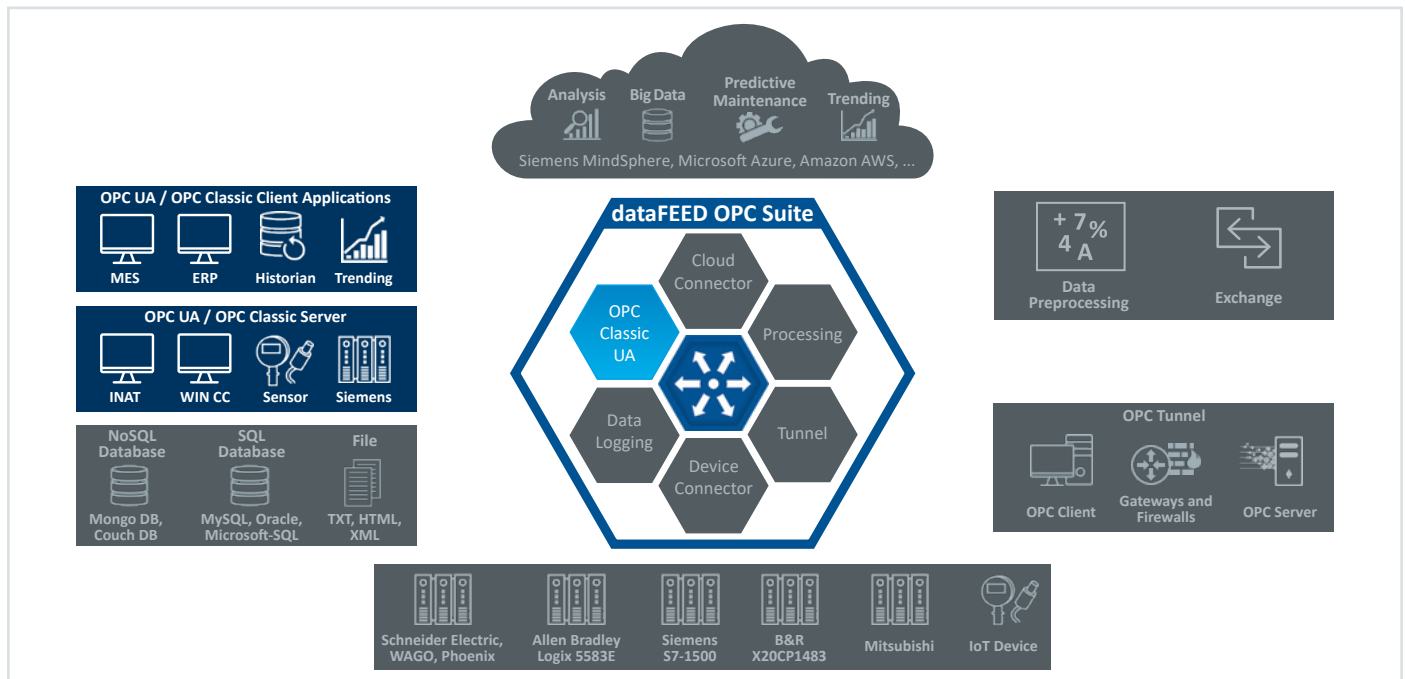 Analysis
Big Data
Predictive
Maintenance
Trending
Siemens MindSphere, Microsoft Azure, Amazon AWS, ...
OPC UA / OPC Classic Client Applications
MES
ERP
Historian
Trending
OPC UA / OPC Classic Server
INAT
WIN CC
Sensor
Siemens
NoSQL
Database
Mongo DB,
Couch DB
SQL
Database
MySQL, Oracle,
Microsoft-SQL
File
TXT, HTML,
XML
dataFEED OPC Suite
Cloud
Connector
OPC
Classic
UA
Processing
Data
Logging
Tunnel
Device
Connector
+ 7%
4 A
Data
Preprocessing
Exchange
OPC Tunnel
OPC Client
Gateways and
Firewalls
OPC Server
Schneider Electric,
WAGO, Phoenix
Allen Bradley
Logix 5583E
Siemens
S7-1500
B&R
X20CP1483
Mitsubishi
IoT Device